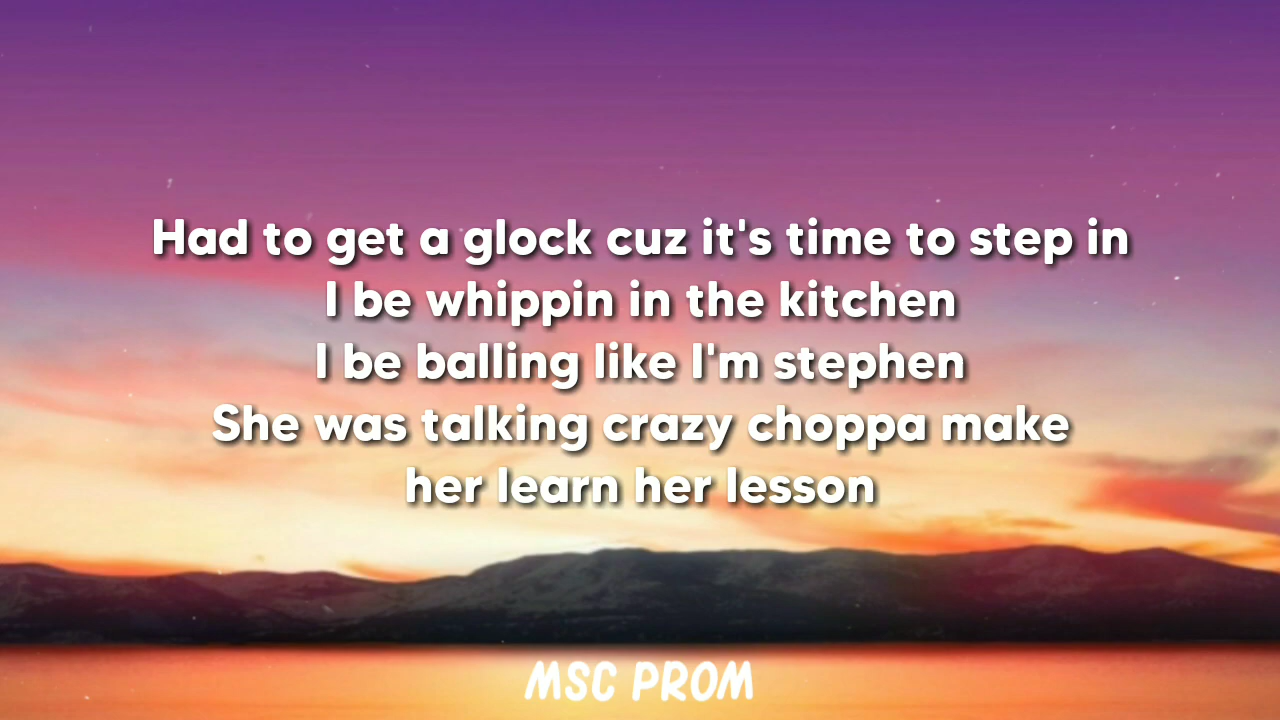 Had to get a glock cuz it's time to step in
I be whippin in the kitchen
I be balling like I'm stephen
She was talking crazy choppa make
her learn her lesson
MSC PROM